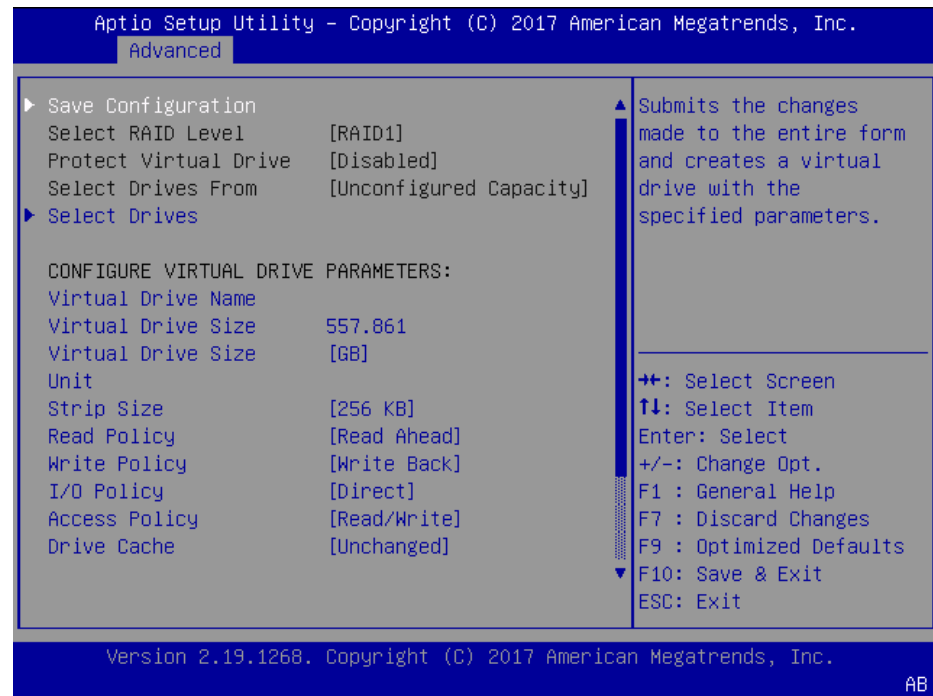 Aptio Setup Utility – Copyright (C) 2017 American Megatrends, Inc.
Advanced
Save Configuration
Select RAID Level [RAID1]
Protect Virtual Drive [Disabled]
Select Drives From [Unconfigured Capacity]
Select Drives
CONFIGURE VIRTUAL DRIVE PARAMETERS:
Virtual Drive Name
Virtual Drive Size 557.861
Virtual Drive Size [GB]
Unit
Strip Size [256 KB]
Read Policy [Read Ahead]
Write Policy [Write Back]
I/O Policy [Direct]
Access Policy [Read/Write]
Drive Cache [Unchanged]
Submits the changes
made to the entire form
and creates a virtual
drive with the
specified parameters.
→←: Select Screen
↑↓: Select Item
Enter: Select
+/-: Change Opt.
F1 : General Help
F7 : Discard Changes
F9 : Optimized Defaults
F10: Save & Exit
ESC: Exit
Version 2.19.1268. Copyright (C) 2017 American Megatrends, Inc.
AB